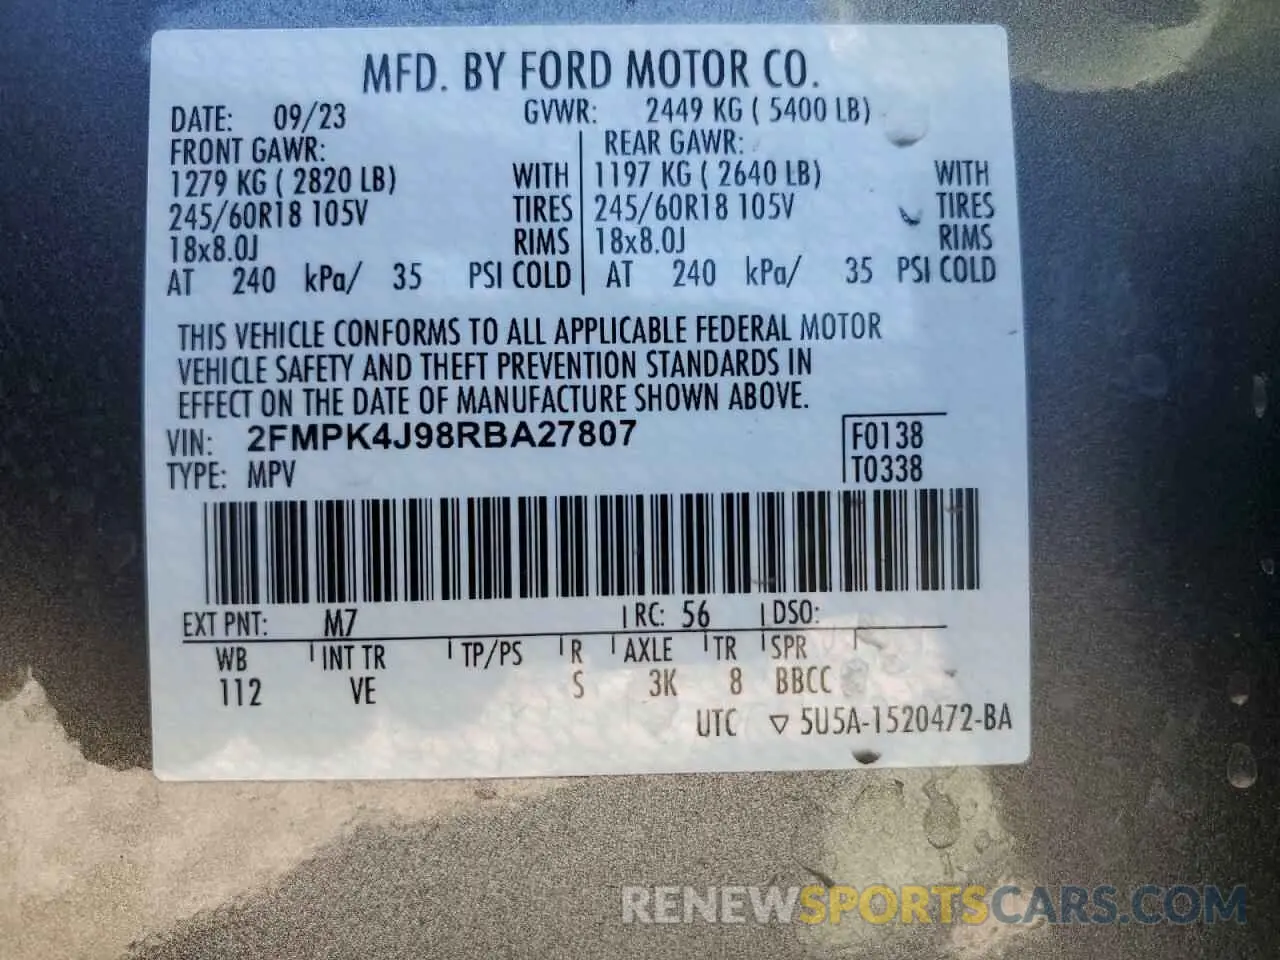 MFD. BY FORD MOTOR CO.
DATE: 09/23 GVWR: 2449 KG ( 5400 LB)
FRONT GAWR: REAR GAWR:
1279 KG ( 2820 LB) WITH 1197 KG ( 2640 LB) WITH
245/60R18 105V TIRES 245/60R18 105V TIRES
18x8.0J RIMS 18x8.0J RIMS
AT 240 kPa/ 35 PSI COLD AT 240 kPa/ 35 PSI COLD
THIS VEHICLE CONFORMS TO ALL APPLICABLE FEDERAL MOTOR
VEHICLE SAFETY AND THEFT PREVENTION STANDARDS IN
EFFECT ON THE DATE OF MANUFACTURE SHOWN ABOVE.
VIN: 2FMPK4J98RBA27807 F0138
TYPE: MPV T0338
EXT PNT: M7 RC: 56 DSO:
WB INT TR TP/PS R AXLE TR SPR
112 VE S 3K 8 BBCC
UTC ▽ 5U5A-1520472-BA
RENEWSPORTSCARS.COM